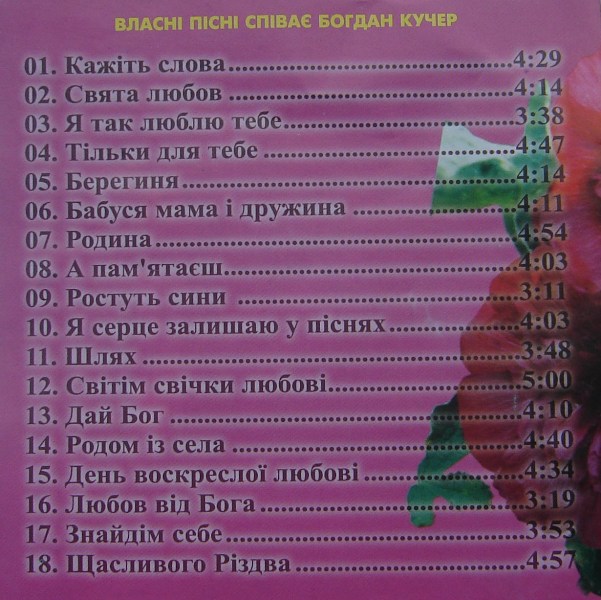 ВЛАСНІ ПІСНІ СПІВАЄ БОГДАН КУЧЕР
01. Кажіть слова..............................4:29
02. Свята любов ..............................4:14
03. Я так люблю тебе........................3:38
04. Тільки для тебе ..........................4:47
05. Берегиня...................................4:14
06. Бабуся мама і дружина .................4:11
07. Родина......................................4:54
08. А пам'ятаєш...............................4:03
09. Ростуть сини .............................3:11
10. Я серце залишаю у піснях..............4:03
11. Шлях .......................................3:48
12. Світім свічки любові.....................5:00
13. Дай Бог ....................................4:10
14. Родом із села ..............................4:40
15. День воскреслої любові .................4:34
16. Любов від Бога............................3:19
17. Знайдім себе ...............................3:53
18. Щасливого Різдва ........................4:57